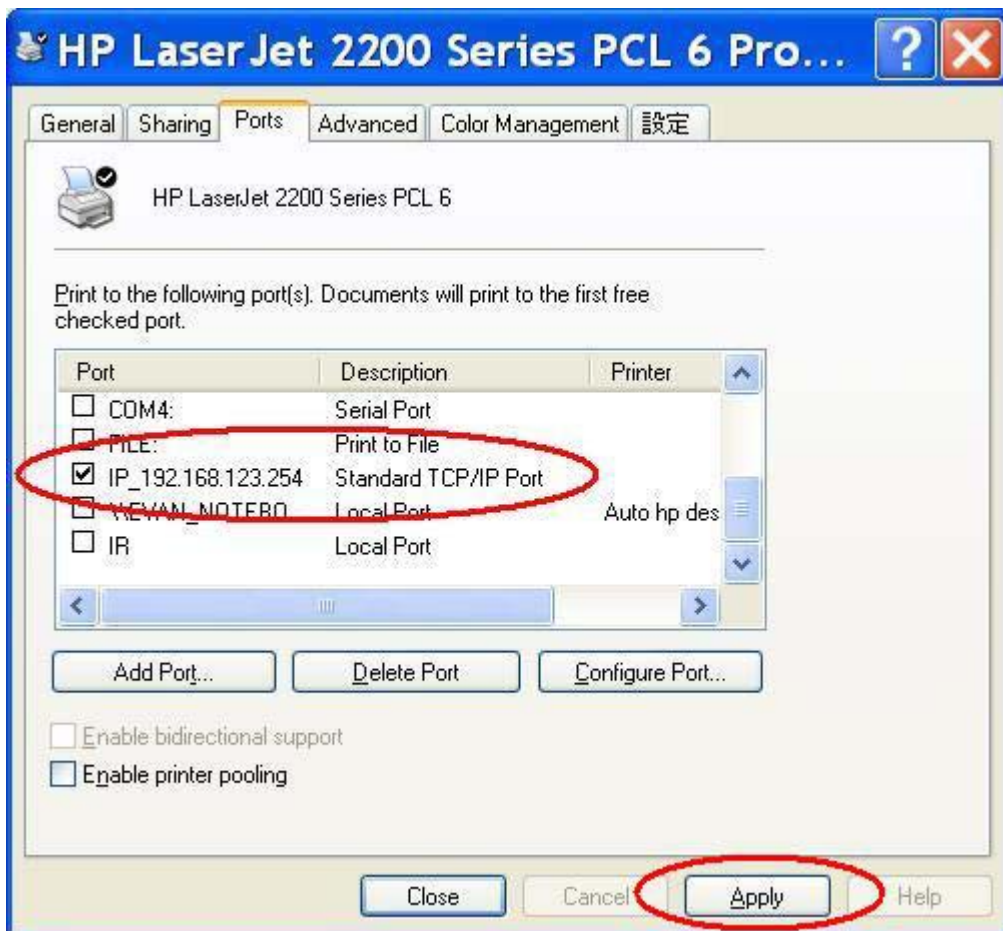 HP LaserJet 2200 Series PCL 6 Pro...
General Sharing Ports Advanced Color Management 設定
HP LaserJet 2200 Series PCL 6
Print to the following port(s). Documents will print to the first free
checked port.
Port Description Printer
COM4: Serial Port
FILE: Print to File
IP_192.168.123.254 Standard TCP/IP Port
\\EVAN_NOTEBO... Local Port Auto hp des
IR Local Port
Add Port... Delete Port Configure Port...
Enable bidirectional support
Enable printer pooling
Close Cancel Apply Help